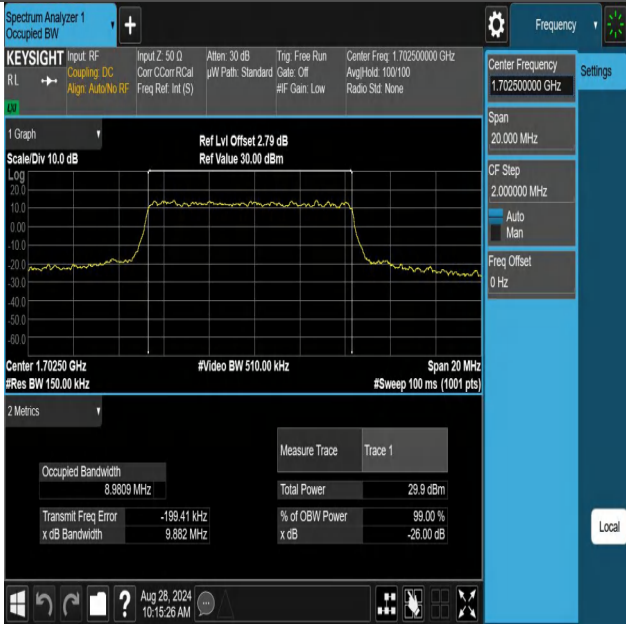 Spectrum Analyzer 1
Occupied BW
+
Frequency
KEYSIGHT
RL
LXI
Input: RF
Coupling: DC
Align: Auto/No RF
Input Z: 50 Ω
Corr CCorr RCal
Freq Ref: Int (S)
Atten: 30 dB
µW Path: Standard
Trig: Free Run
Gate: Off
#IF Gain: Low
Center Freq: 1.702500000 GHz
Avg|Hold: 100/100
Radio Std: None
Center Frequency
1.702500000 GHz
Settings
Span
20.000 MHz
CF Step
2.000000 MHz
Auto
Man
Freq Offset
0 Hz
1 Graph
Scale/Div 10.0 dB
Ref Lvl Offset 2.79 dB
Ref Value 30.00 dBm
Log
20.0
10.0
0.00
-10.0
-20.0
-30.0
-40.0
-50.0
-60.0
Center 1.70250 GHz
#Res BW 150.00 kHz
#Video BW 510.00 kHz
Span 20 MHz
#Sweep 100 ms (1001 pts)
2 Metrics
Measure Trace Trace 1
Occupied Bandwidth
8.9809 MHz
Total Power 29.9 dBm
Transmit Freq Error -199.41 kHz
% of OBW Power 99.00 %
x dB Bandwidth 9.882 MHz
x dB -26.00 dB
Local
?
Aug 28, 2024
10:15:26 AM